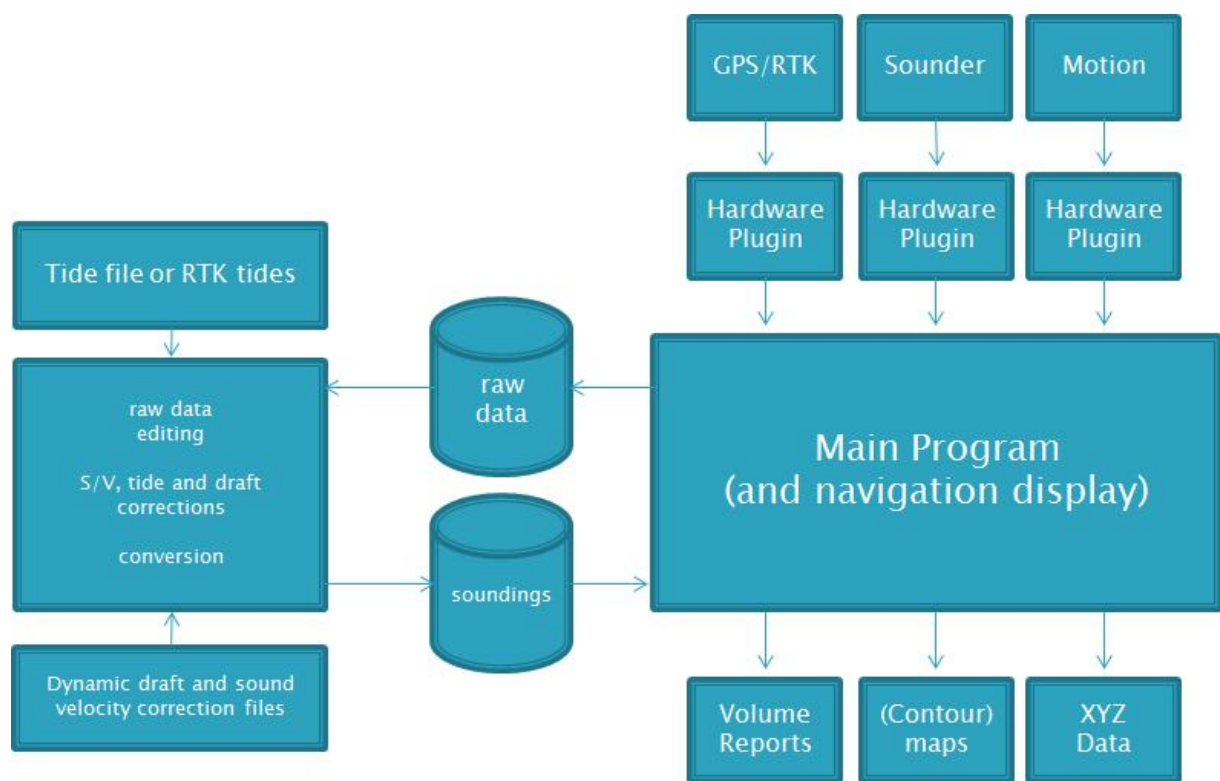 GPS/RTK
Sounder
Motion
Hardware
Plugin
Hardware
Plugin
Hardware
Plugin
Tide file or RTK tides
raw data
editing
S/V, tide and draft
corrections
conversion
Dynamic draft and sound
velocity correction files
raw
data
soundings
Main Program
(and navigation display)
Volume
Reports
(Contour)
maps
XYZ
Data